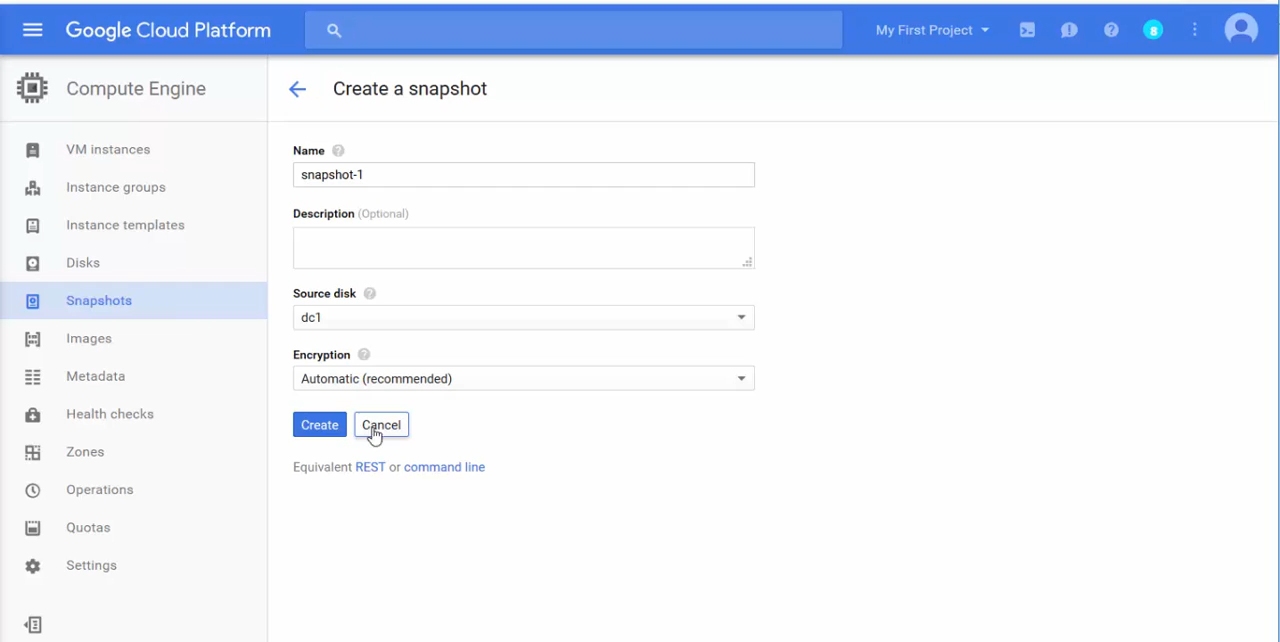 Google Cloud Platform
My First Project
8
Compute Engine
Create a snapshot
VM instances
Instance groups
Instance templates
Disks
Snapshots
Images
Metadata
Health checks
Zones
Operations
Quotas
Settings
Name
snapshot-1
Description (Optional)
Source disk
dc1
Encryption
Automatic (recommended)
Create Cancel
Equivalent REST or command line